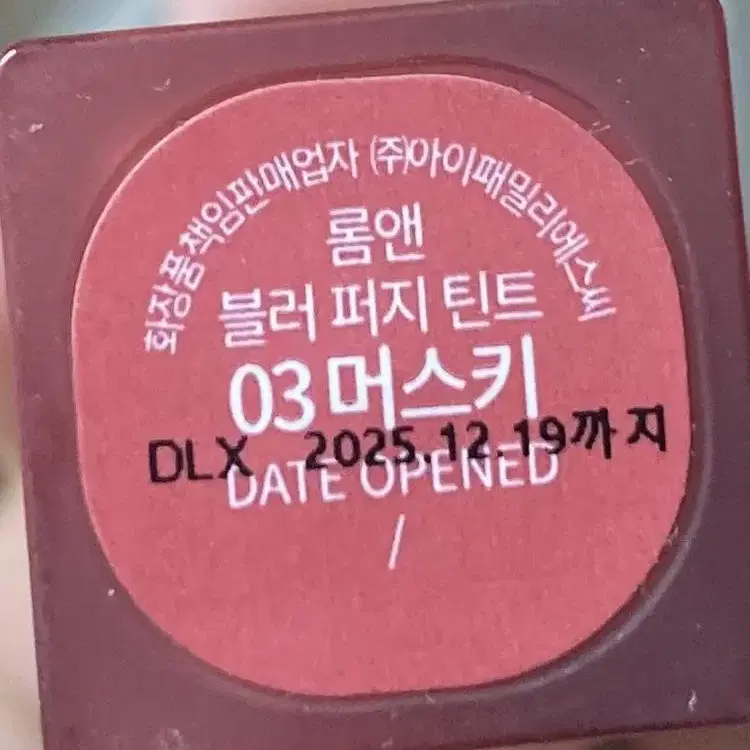 화장품책임판매업자 (주)아이패밀리에스씨
롬앤
블러 퍼지 틴트
03 머스키
DLX 2025.12.19까지
DATE OPENED
/